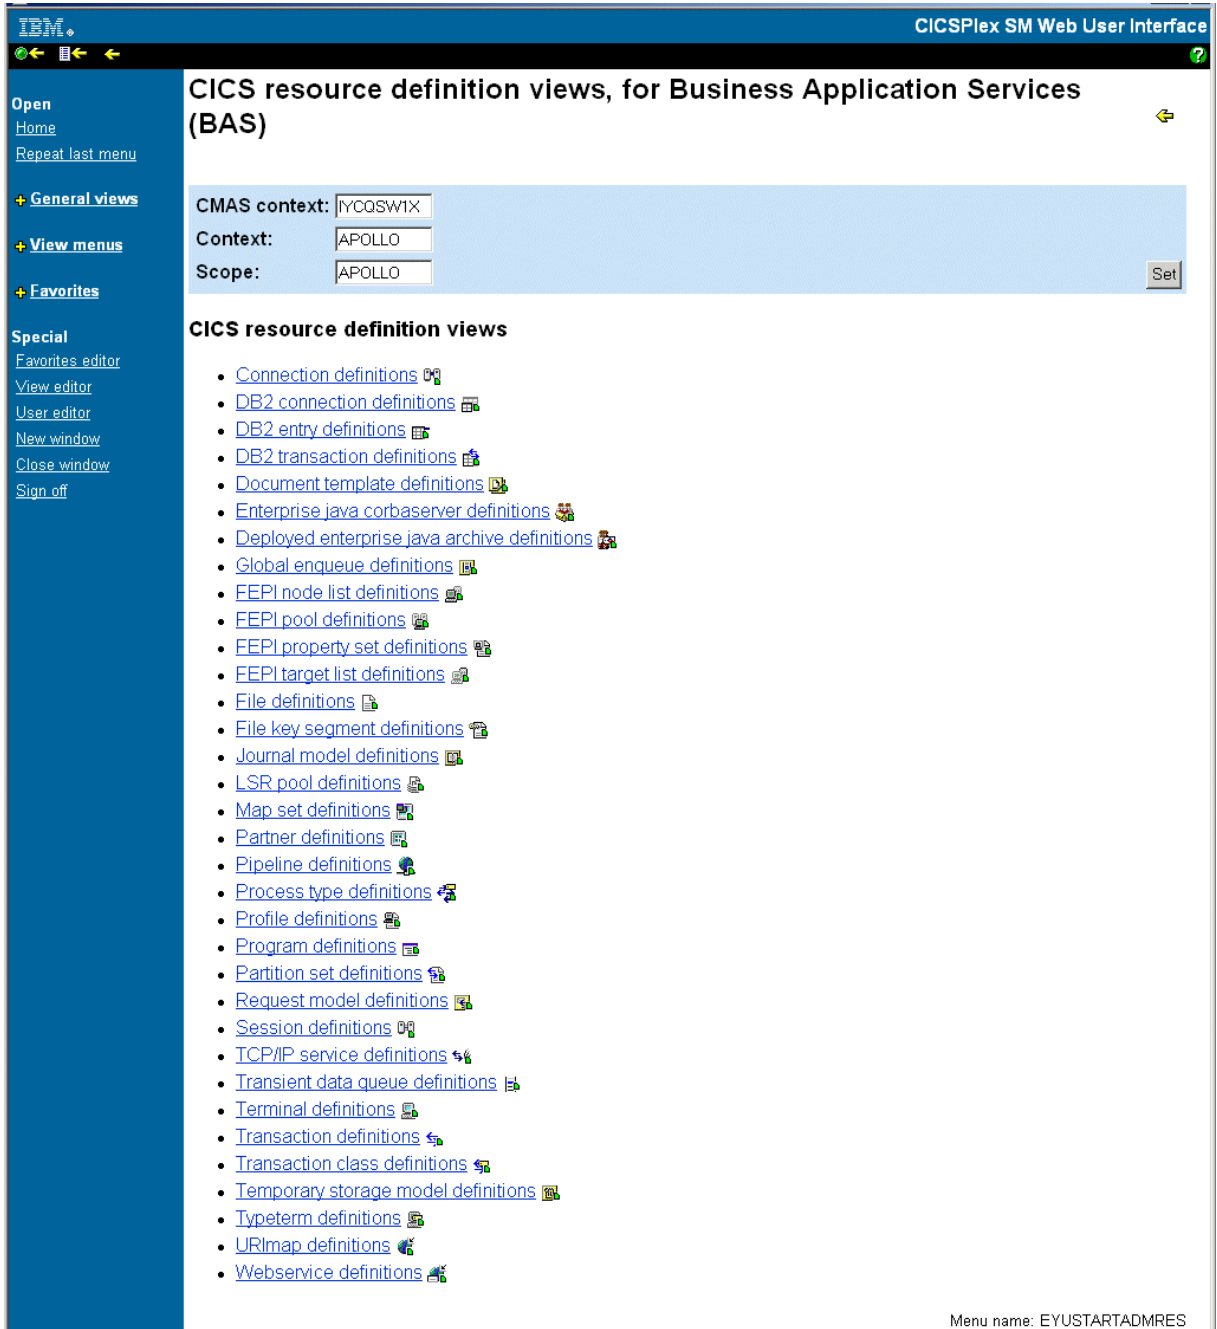 IBM.
CICSPlex SM Web User Interface
?
CICS resource definition views, for Business Application Services
(BAS)
Open
Home
Repeat last menu
General views
View menus
Favorites
Special
Favorites editor
View editor
User editor
New window
Close window
Sign off
CMAS context: IYCQSW1X
Context: APOLLO
Scope: APOLLO
Set
CICS resource definition views
Connection definitions
DB2 connection definitions
DB2 entry definitions
DB2 transaction definitions
Document template definitions
Enterprise java corbaserver definitions
Deployed enterprise java archive definitions
Global enqueue definitions
FEPI node list definitions
FEPI pool definitions
FEPI property set definitions
FEPI target list definitions
File definitions
File key segment definitions
Journal model definitions
LSR pool definitions
Map set definitions
Partner definitions
Pipeline definitions
Process type definitions
Profile definitions
Program definitions
Partition set definitions
Request model definitions
Session definitions
TCP/IP service definitions
Transient data queue definitions
Terminal definitions
Transaction definitions
Transaction class definitions
Temporary storage model definitions
Typeterm definitions
URImap definitions
Webservice definitions
Menu name: EYUSTARTADMRES